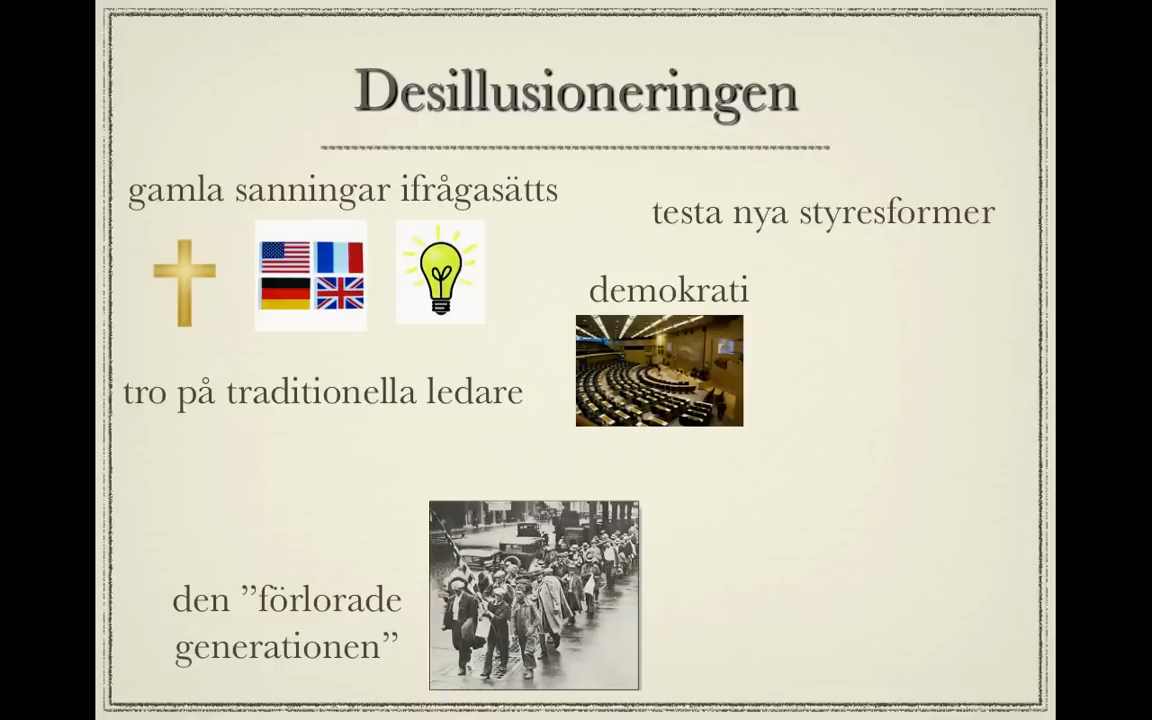 Desillusioneringen
gamla sanningar ifrågasätts
testa nya styresformer
demokrati
tro på traditionella ledare
den ”förlorade
generationen”